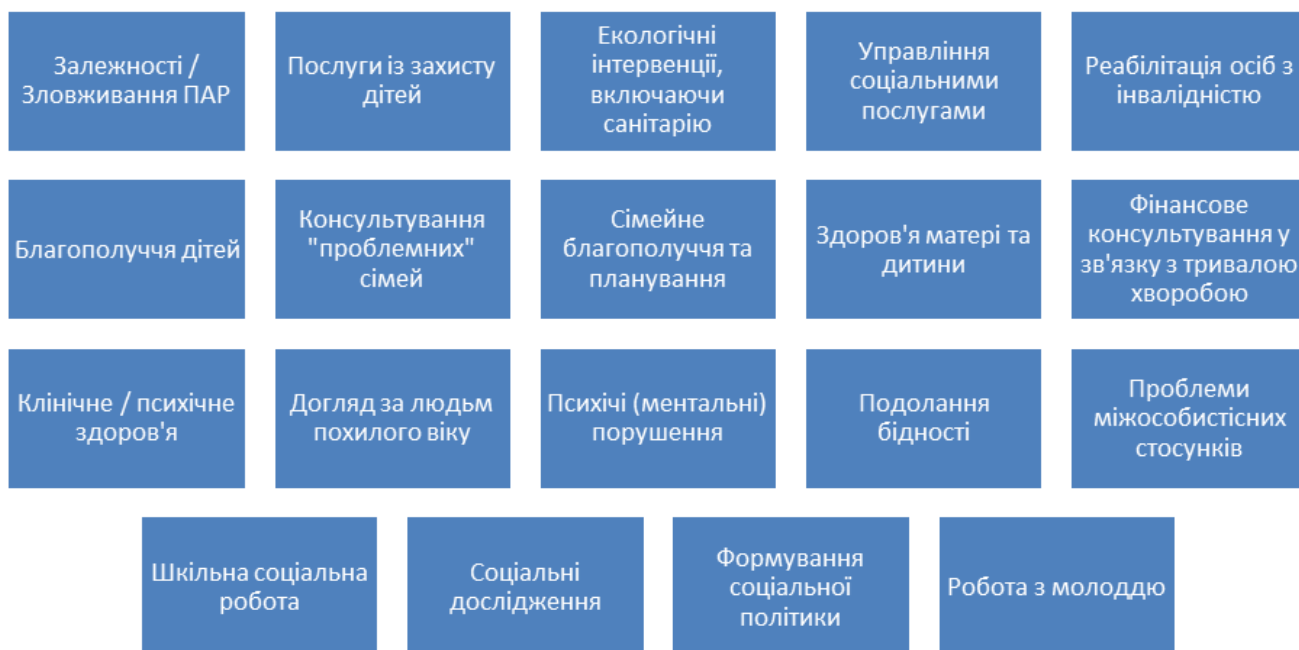 Залежності /
Зловживання ПАР
Послуги із захисту
дітей
Екологічні
інтервенції,
включаючи
санітарію
Управління
соціальними
послугами
Реабілітація осіб з
інвалідністю
Благополуччя дітей
Консультування
"проблемних"
сімей
Сімейне
благополуччя та
планування
Здоров'я матері та
дитини
Фінансове
консультування у
зв'язку з тривалою
хворобою
Клінічне / психічне
здоров'я
Догляд за людьм
похилого віку
Психічі (ментальні)
порушення
Подолання
бідності
Проблеми
міжособистісних
стосунків
Шкільна соціальна
робота
Соціальні
дослідження
Формування
соціальної
політики
Робота з молоддю